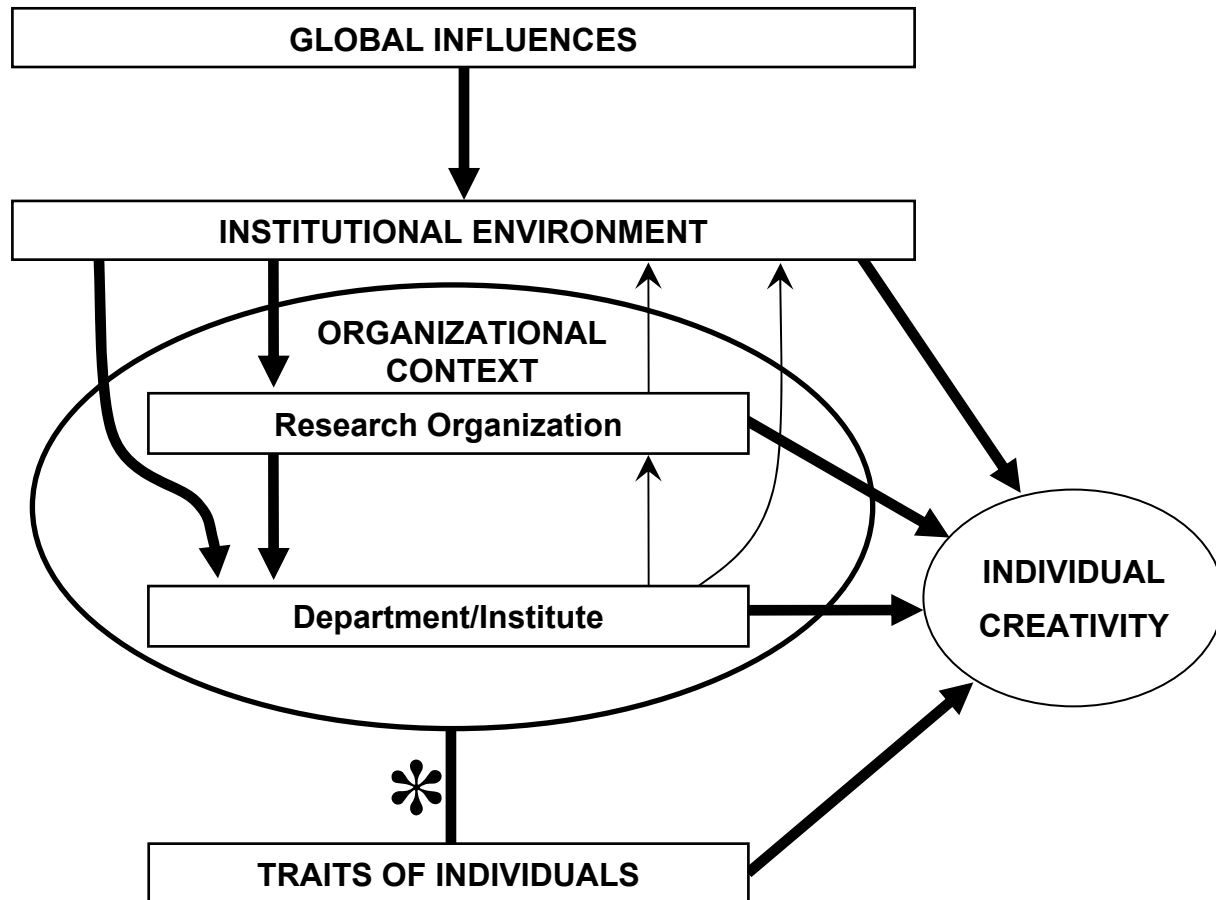 GLOBAL INFLUENCES
INSTITUTIONAL ENVIRONMENT
ORGANIZATIONAL
CONTEXT
Research Organization
Department/Institute
INDIVIDUAL
CREATIVITY
*
TRAITS OF INDIVIDUALS